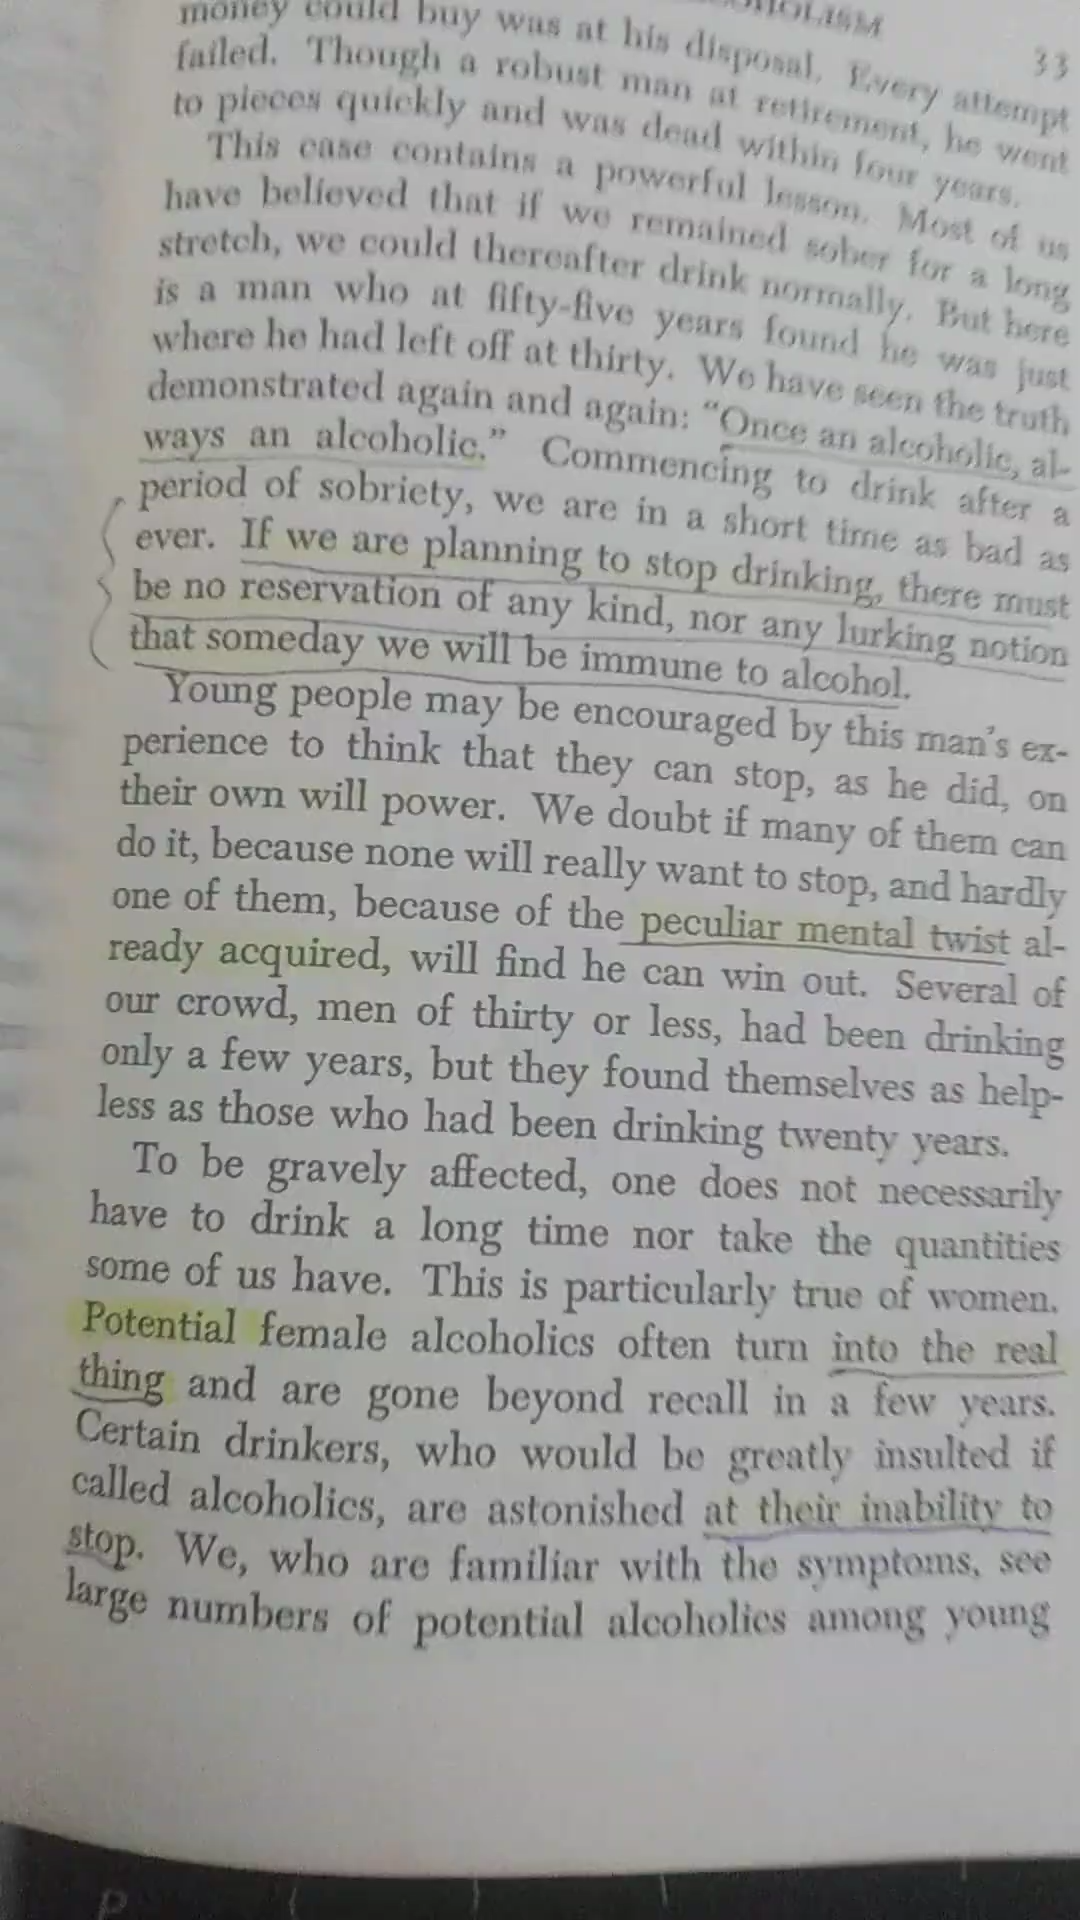 33
money could buy was at his disposal. Every attempt
failed. Though a robust man at retirement, he went
to pieces quickly and was dead within four years.
This case contains a powerful lesson. Most of us
have believed that if we remained sober for a long
stretch, we could thereafter drink normally. But here
is a man who at fifty-five years found he was just
where he had left off at thirty. We have seen the truth
demonstrated again and again: “Once an alcoholic, al-
ways an alcoholic.” Commencing to drink after a
period of sobriety, we are in a short time as bad as
ever. If we are planning to stop drinking, there must
be no reservation of any kind, nor any lurking notion
that someday we will be immune to alcohol.
Young people may be encouraged by this man's ex-
perience to think that they can stop, as he did, on
their own will power. We doubt if many of them can
do it, because none will really want to stop, and hardly
one of them, because of the peculiar mental twist al-
ready acquired, will find he can win out. Several of
our crowd, men of thirty or less, had been drinking
only a few years, but they found themselves as help-
less as those who had been drinking twenty years.
To be gravely affected, one does not necessarily
have to drink a long time nor take the quantities
some of us have. This is particularly true of women.
Potential female alcoholics often turn into the real
thing and are gone beyond recall in a few years.
Certain drinkers, who would be greatly insulted if
called alcoholics, are astonished at their inability to
stop. We, who are familiar with the symptoms, see
large numbers of potential alcoholics among young